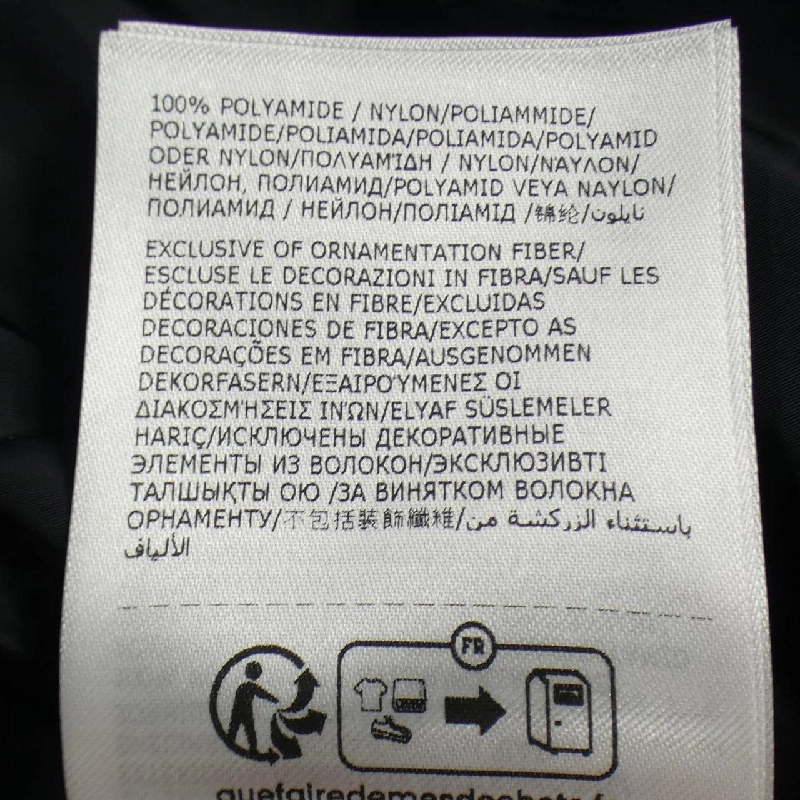 100% POLYAMIDE / NYLON/POLIAMMIDE/
POLYAMIDE/POLIAMIDA/POLIAMIDA/POLYAMID
ODER NYLON/ΠΟΛΥΑΜΊΔΗ / NYLON/ΝΆΥΛΟΝ/
НЕЙЛОН, ПОЛИАМИД/POLYAMID VEYA NAYLON/
ПОЛИАМИД / НЕЙЛОН/ПОЛІАМІД /锦纶/نايلون
EXCLUSIVE OF ORNAMENTATION FIBER/
ESCLUSE LE DECORAZIONI IN FIBRA/SAUF LES
DÉCORATIONS EN FIBRE/EXCLUIDAS
DECORACIONES DE FIBRA/EXCEPTO AS
DECORAÇÕES EM FIBRA/AUSGENOMMEN
DEKORFASERN/ΕΞΑΙΡΟΎΜΕΝΕΣ ΟΙ
ΔΙΑΚΟΣΜΉΣΕΙΣ ΙΝΏΝ/ELYAF SÜSLEMELER
HARIÇ/ИСКЛЮЧЕНЫ ДЕКОРАТИВНЫЕ
ЭЛЕМЕНТЫ ИЗ ВОЛОКОН/ЭКСКЛЮЗИВТІ
ТАЛШЫҚТЫ ОЮ /ЗА ВИНЯТКОМ ВОЛОКНА
ОРНАМЕНТУ/不包括裝飾纖維/باستثناء الزركشة من
الألياف
FR
quefairedemesdechets.f